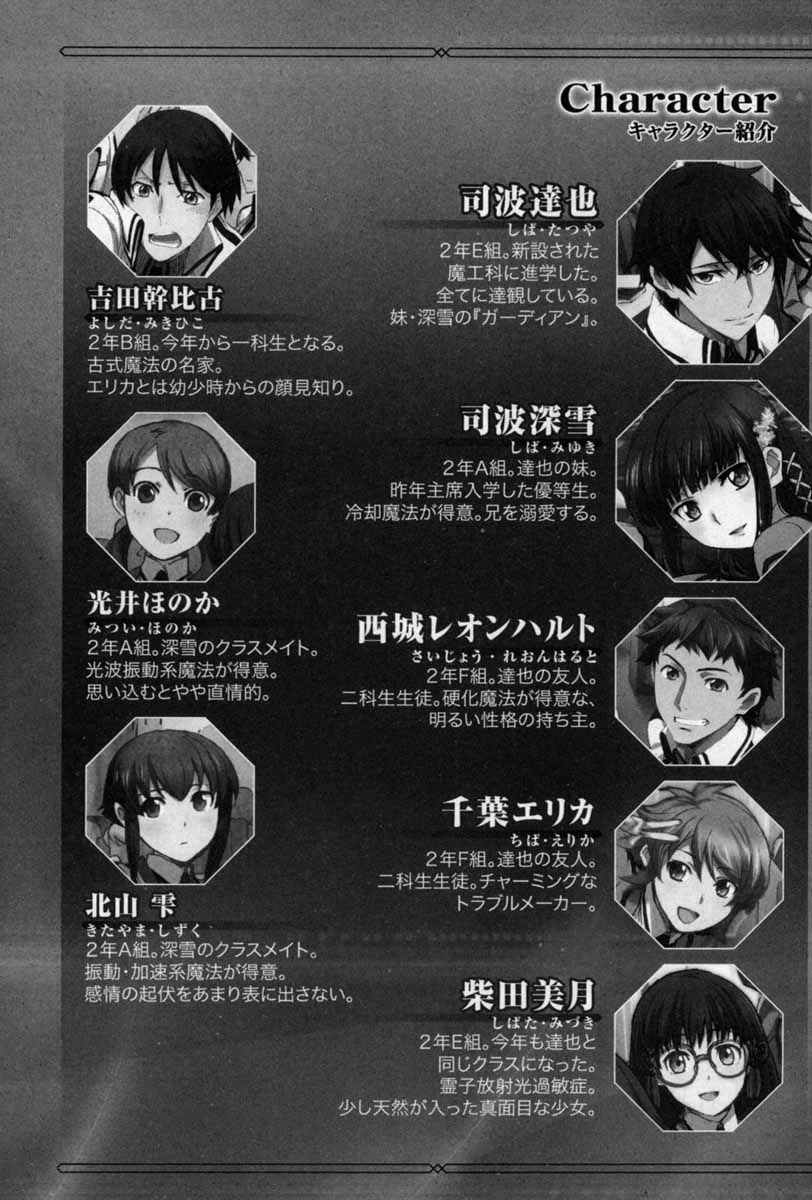 Character
キャラクター紹介
司波達也
しば・たつや
2年E組。新設された
魔工科に進学した。
全てに達観している。
妹・深雪の『ガーディアン』。
司波深雪
しば・みゆき
2年A組。達也の妹。
昨年主席入学した優等生。
冷却魔法が得意。兄を溺愛する。
西城レオンハルト
さいじょう・れおんはると
2年F組。達也の友人。
二科生生徒。硬化魔法が得意な、
明るい性格の持ち主。
千葉エリカ
ちば・えりか
2年F組。達也の友人。
二科生生徒。チャーミングな
トラブルメーカー。
柴田美月
しばた・みづき
2年E組。今年も達也と
同じクラスになった。
霊子放射光過敏症。
少し天然が入った真面目な少女。
吉田幹比古
よしだ・みきひこ
2年B組。今年から一科生となる。
古式魔法の名家。
エリカとは幼少時からの顔見知り。
光井ほのか
みつい・ほのか
2年A組。深雪のクラスメイト。
光波振動系魔法が得意。
思い込むとやや直情的。
北山 雫
きたやま・しずく
2年A組。深雪のクラスメイト。
振動・加速系魔法が得意。
感情の起伏をあまり表に出さない。